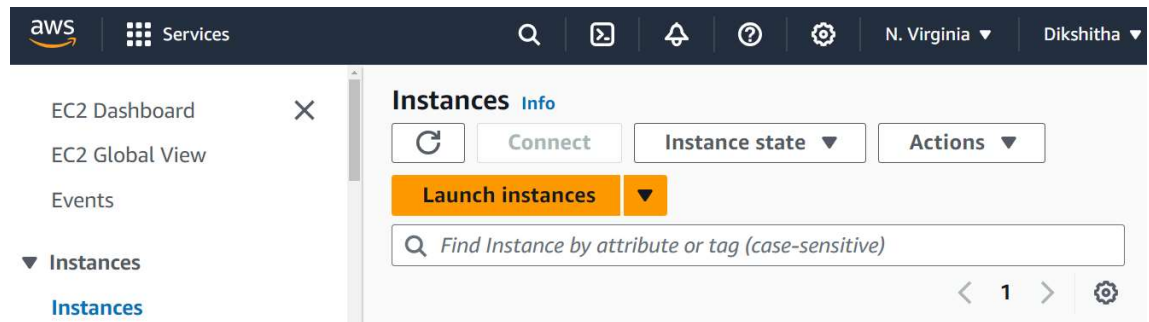 aws Services N. Virginia ▼ Dikshitha ▼
EC2 Dashboard
EC2 Global View
Events
▼ Instances
Instances
Instances Info
Connect Instance state ▼ Actions ▼
Launch instances ▼
Find Instance by attribute or tag (case-sensitive)
< 1 >